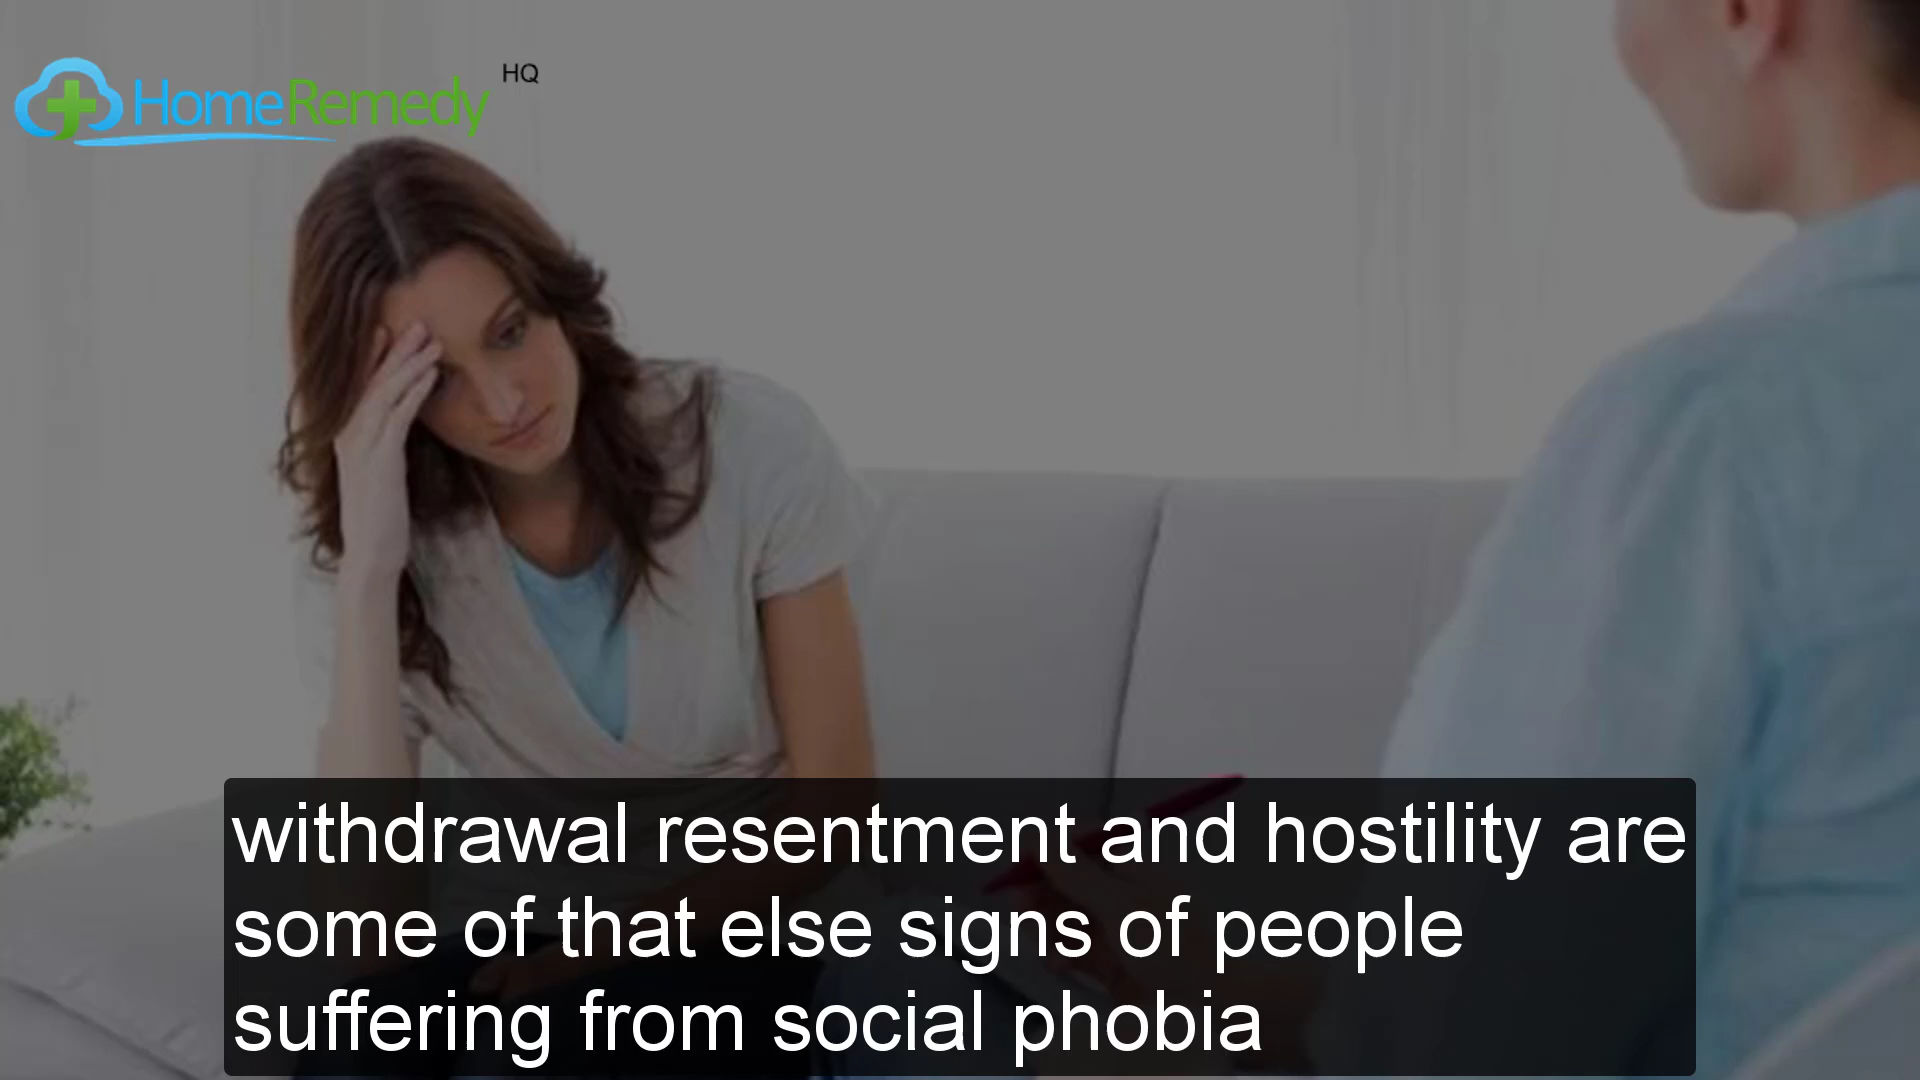 HomeRemedy HQ
withdrawal resentment and hostility are
some of that else signs of people
suffering from social phobia